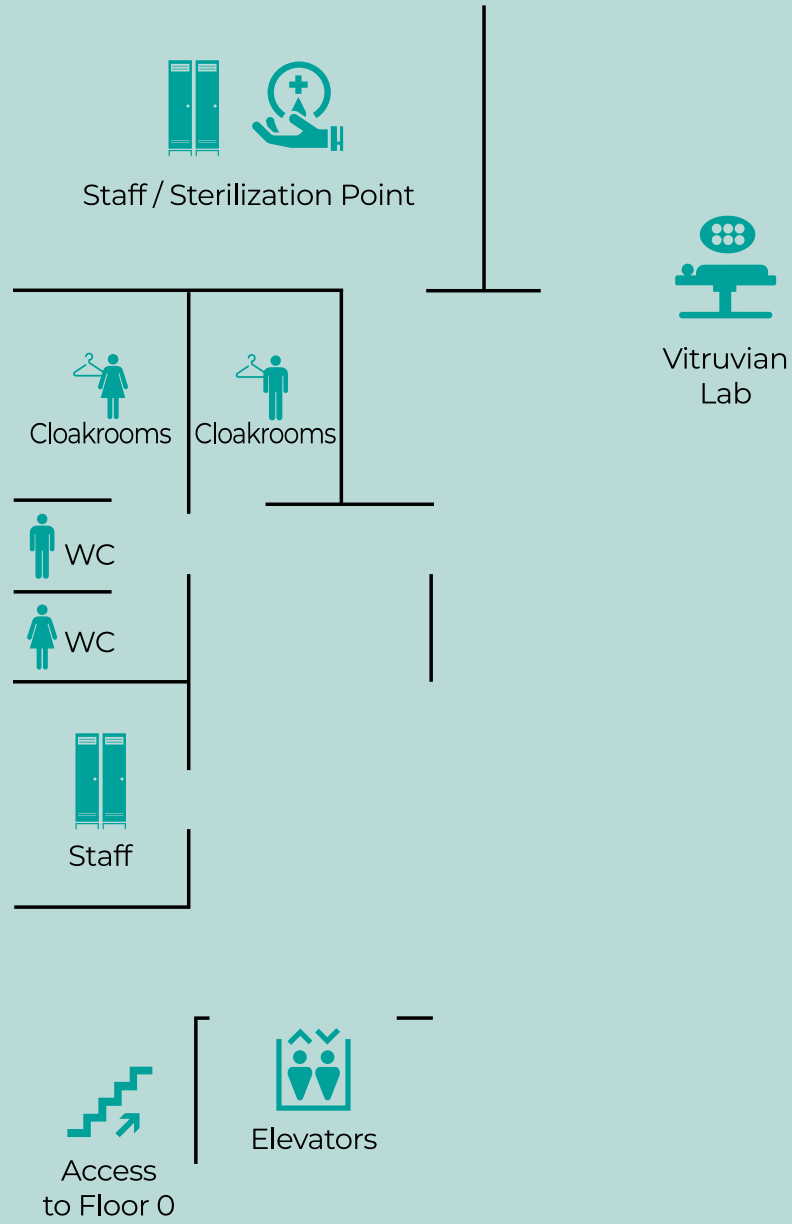 Staff / Sterilization Point
Vitruvian
Lab
Cloakrooms
Cloakrooms
WC
WC
Staff
Elevators
Access
to Floor 0